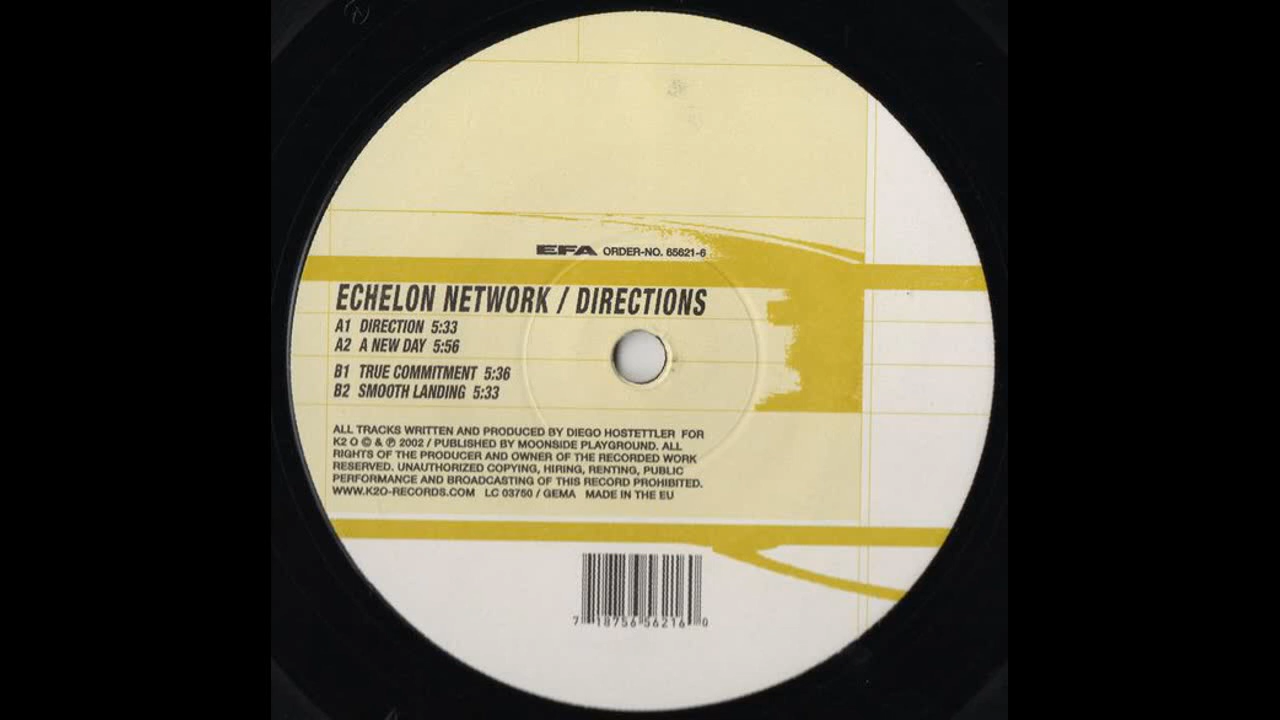 EFA ORDER-NO. 65621-6
ECHELON NETWORK / DIRECTIONS
A1 DIRECTION 5:33
A2 A NEW DAY 5:56
B1 TRUE COMMITMENT 5:36
B2 SMOOTH LANDING 5:33
ALL TRACKS WRITTEN AND PRODUCED BY DIEGO HOSTETTLER FOR
K2 O © & ℗ 2002 / PUBLISHED BY MOONSIDE PLAYGROUND. ALL
RIGHTS OF THE PRODUCER AND OWNER OF THE RECORDED WORK
RESERVED. UNAUTHORIZED COPYING, HIRING, RENTING, PUBLIC
PERFORMANCE AND BROADCASTING OF THIS RECORD PROHIBITED.
WWW.K2O-RECORDS.COM LC 03750 / GEMA MADE IN THE EU
7 18756 56216 0